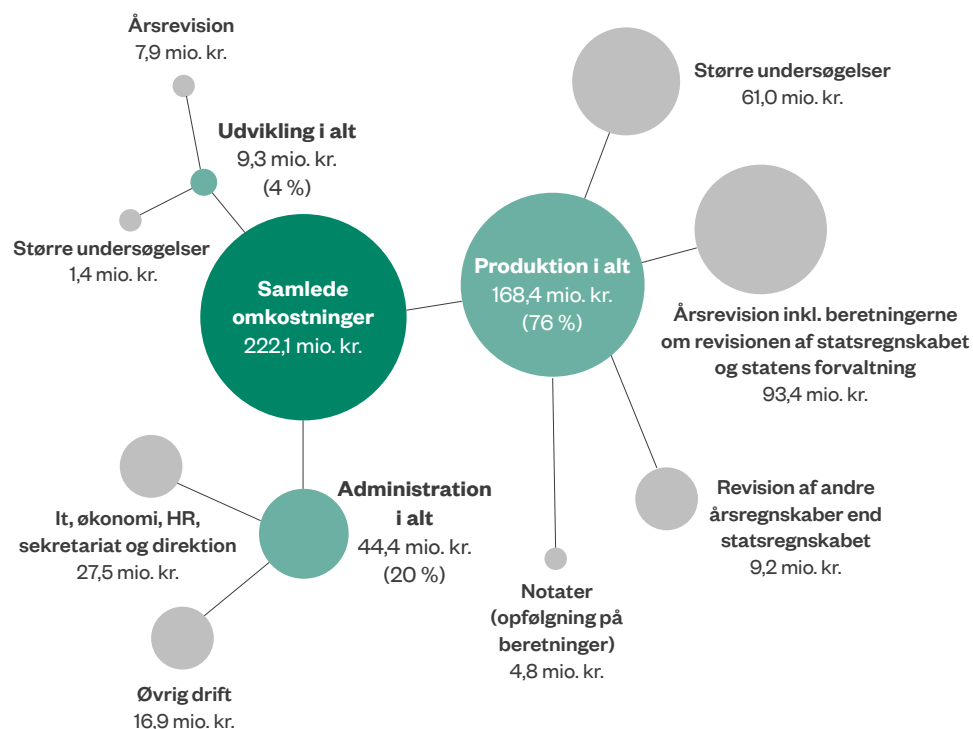 Årsrevision
7,9 mio. kr.
Udvikling i alt
9,3 mio. kr.
(4 %)
Større undersøgelser
1,4 mio. kr.
Samlede
omkostninger
222,1 mio. kr.
Produktion i alt
168,4 mio. kr.
(76 %)
Større undersøgelser
61,0 mio. kr.
Årsrevision inkl. beretningerne
om revisionen af statsregnskabet
og statens forvaltning
93,4 mio. kr.
Revision af andre
årsregnskaber end
statsregnskabet
9,2 mio. kr.
Notater
(opfølgning på
beretninger)
4,8 mio. kr.
Administration
i alt
44,4 mio. kr.
(20 %)
It, økonomi, HR,
sekretariat og direktion
27,5 mio. kr.
Øvrig drift
16,9 mio. kr.